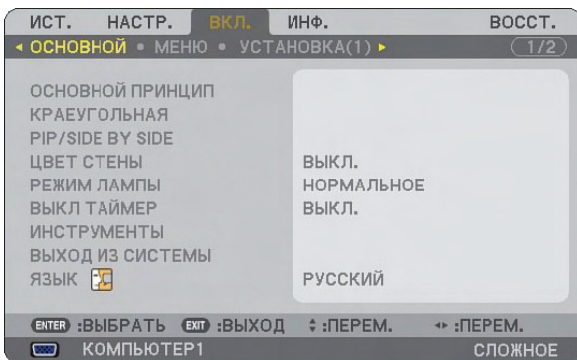 ИСТ. НАСТР. ВКЛ. ИНФ. ВОССТ.
◂ ОСНОВНОЙ • МЕНЮ • УСТАНОВКА(1) ▸ 1/2
ОСНОВНОЙ ПРИНЦИП
КРАЕУГОЛЬНАЯ
PIP/SIDE BY SIDE
ЦВЕТ СТЕНЫ ВЫКЛ.
РЕЖИМ ЛАМПЫ НОРМАЛЬНОЕ
ВЫКЛ ТАЙМЕР ВЫКЛ.
ИНСТРУМЕНТЫ
ВЫХОД ИЗ СИСТЕМЫ
ЯЗЫК РУССКИЙ
ENTER :ВЫБРАТЬ EXIT :ВЫХОД :ПЕРЕМ. :ПЕРЕМ.
КОМПЬЮТЕР1 СЛОЖНОЕ